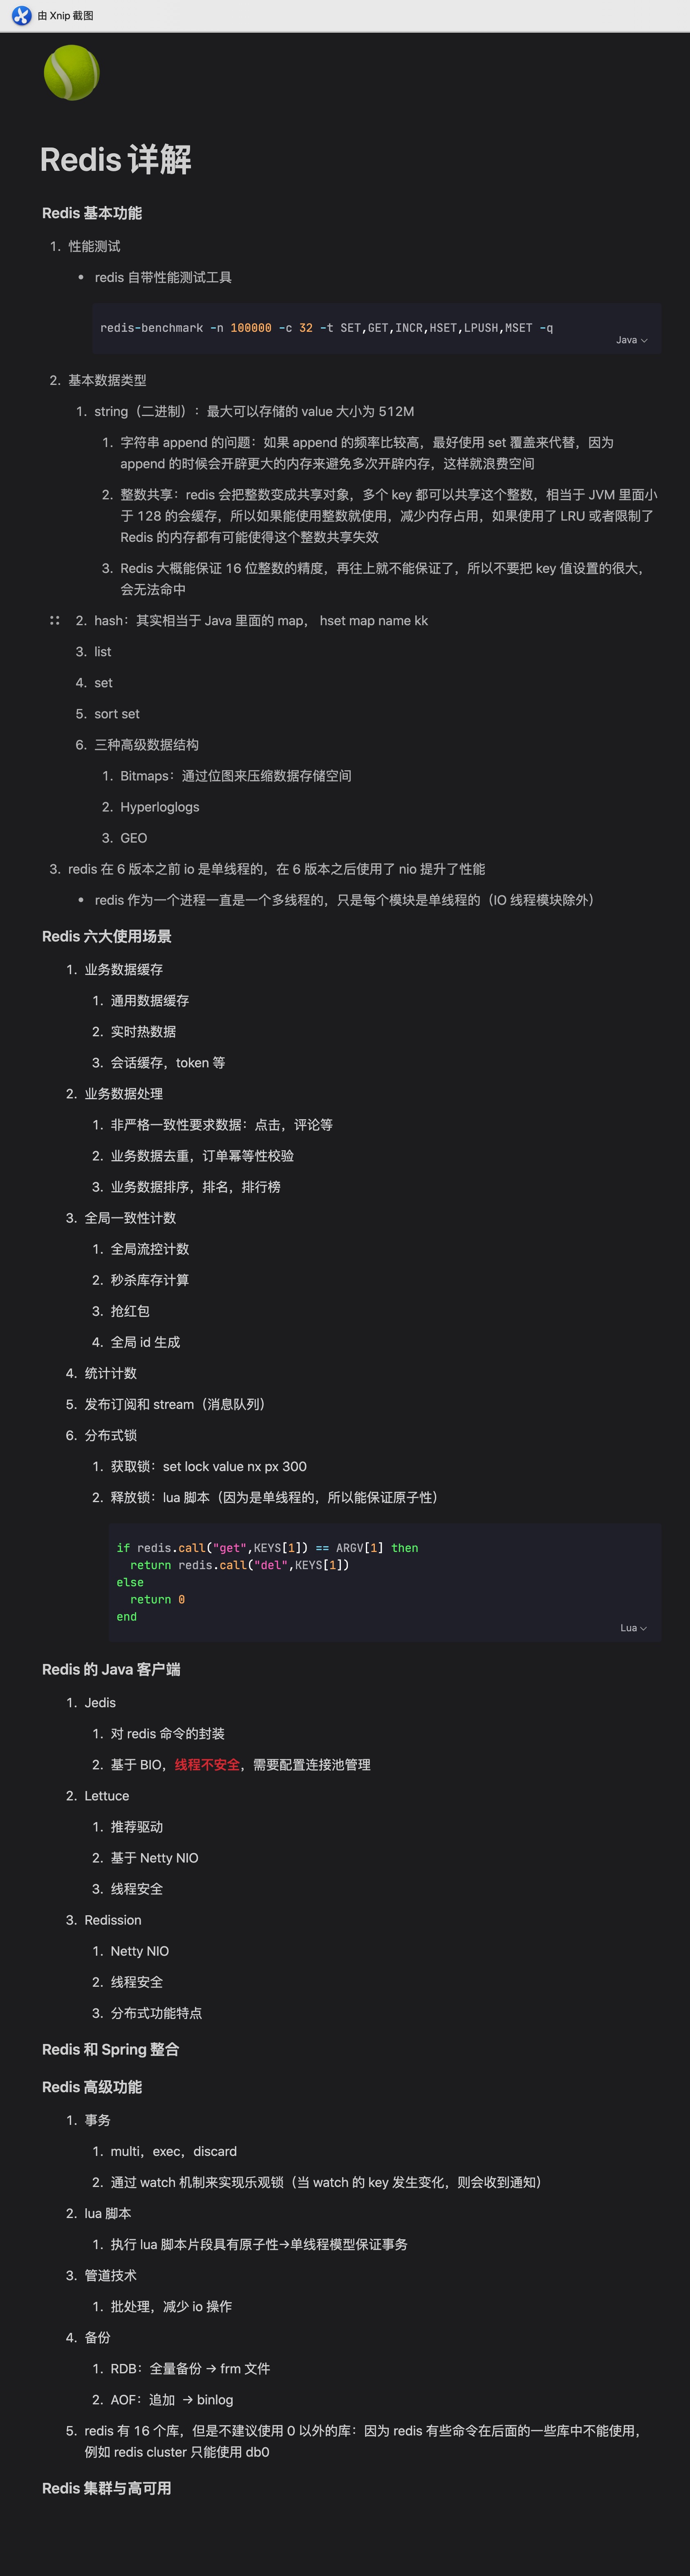 由 Xnip 截图
Redis 详解
Redis 基本功能
1. 性能测试
• redis 自带性能测试工具
redis-benchmark -n 100000 -c 32 -t SET,GET,INCR,HSET,LPUSH,MSET -q
Java
2. 基本数据类型
1. string（二进制）：最大可以存储的 value 大小为 512M
1. 字符串 append 的问题：如果 append 的频率比较高，最好使用 set 覆盖来代替，因为
append 的时候会开辟更大的内存来避免多次开辟内存，这样就浪费空间
2. 整数共享：redis 会把整数变成共享对象，多个 key 都可以共享这个整数，相当于 JVM 里面小
于 128 的会缓存，所以如果能使用整数就使用，减少内存占用，如果使用了 LRU 或者限制了
Redis 的内存都有可能使得这个整数共享失效
3. Redis 大概能保证 16 位整数的精度，再往上就不能保证了，所以不要把 key 值设置的很大，
会无法命中
2. hash：其实相当于 Java 里面的 map， hset map name kk
3. list
4. set
5. sort set
6. 三种高级数据结构
1. Bitmaps：通过位图来压缩数据存储空间
2. Hyperloglogs
3. GEO
3. redis 在 6 版本之前 io 是单线程的，在 6 版本之后使用了 nio 提升了性能
• redis 作为一个进程一直是一个多线程的，只是每个模块是单线程的（IO 线程模块除外）
Redis 六大使用场景
1. 业务数据缓存
1. 通用数据缓存
2. 实时热数据
3. 会话缓存，token 等
2. 业务数据处理
1. 非严格一致性要求数据：点击，评论等
2. 业务数据去重，订单幂等性校验
3. 业务数据排序，排名，排行榜
3. 全局一致性计数
1. 全局流控计数
2. 秒杀库存计算
3. 抢红包
4. 全局 id 生成
4. 统计计数
5. 发布订阅和 stream（消息队列）
6. 分布式锁
1. 获取锁：set lock value nx px 300
2. 释放锁：lua 脚本（因为是单线程的，所以能保证原子性）
if redis.call("get",KEYS[1]) == ARGV[1] then
return redis.call("del",KEYS[1])
else
return 0
end
Lua
Redis 的 Java 客户端
1. Jedis
1. 对 redis 命令的封装
2. 基于 BIO，线程不安全，需要配置连接池管理
2. Lettuce
1. 推荐驱动
2. 基于 Netty NIO
3. 线程安全
3. Redission
1. Netty NIO
2. 线程安全
3. 分布式功能特点
Redis 和 Spring 整合
Redis 高级功能
1. 事务
1. multi，exec，discard
2. 通过 watch 机制来实现乐观锁（当 watch 的 key 发生变化，则会收到通知）
2. lua 脚本
1. 执行 lua 脚本片段具有原子性→单线程模型保证事务
3. 管道技术
1. 批处理，减少 io 操作
4. 备份
1. RDB：全量备份 → frm 文件
2. AOF：追加 → binlog
5. redis 有 16 个库，但是不建议使用 0 以外的库：因为 redis 有些命令在后面的一些库中不能使用，
例如 redis cluster 只能使用 db0
Redis 集群与高可用